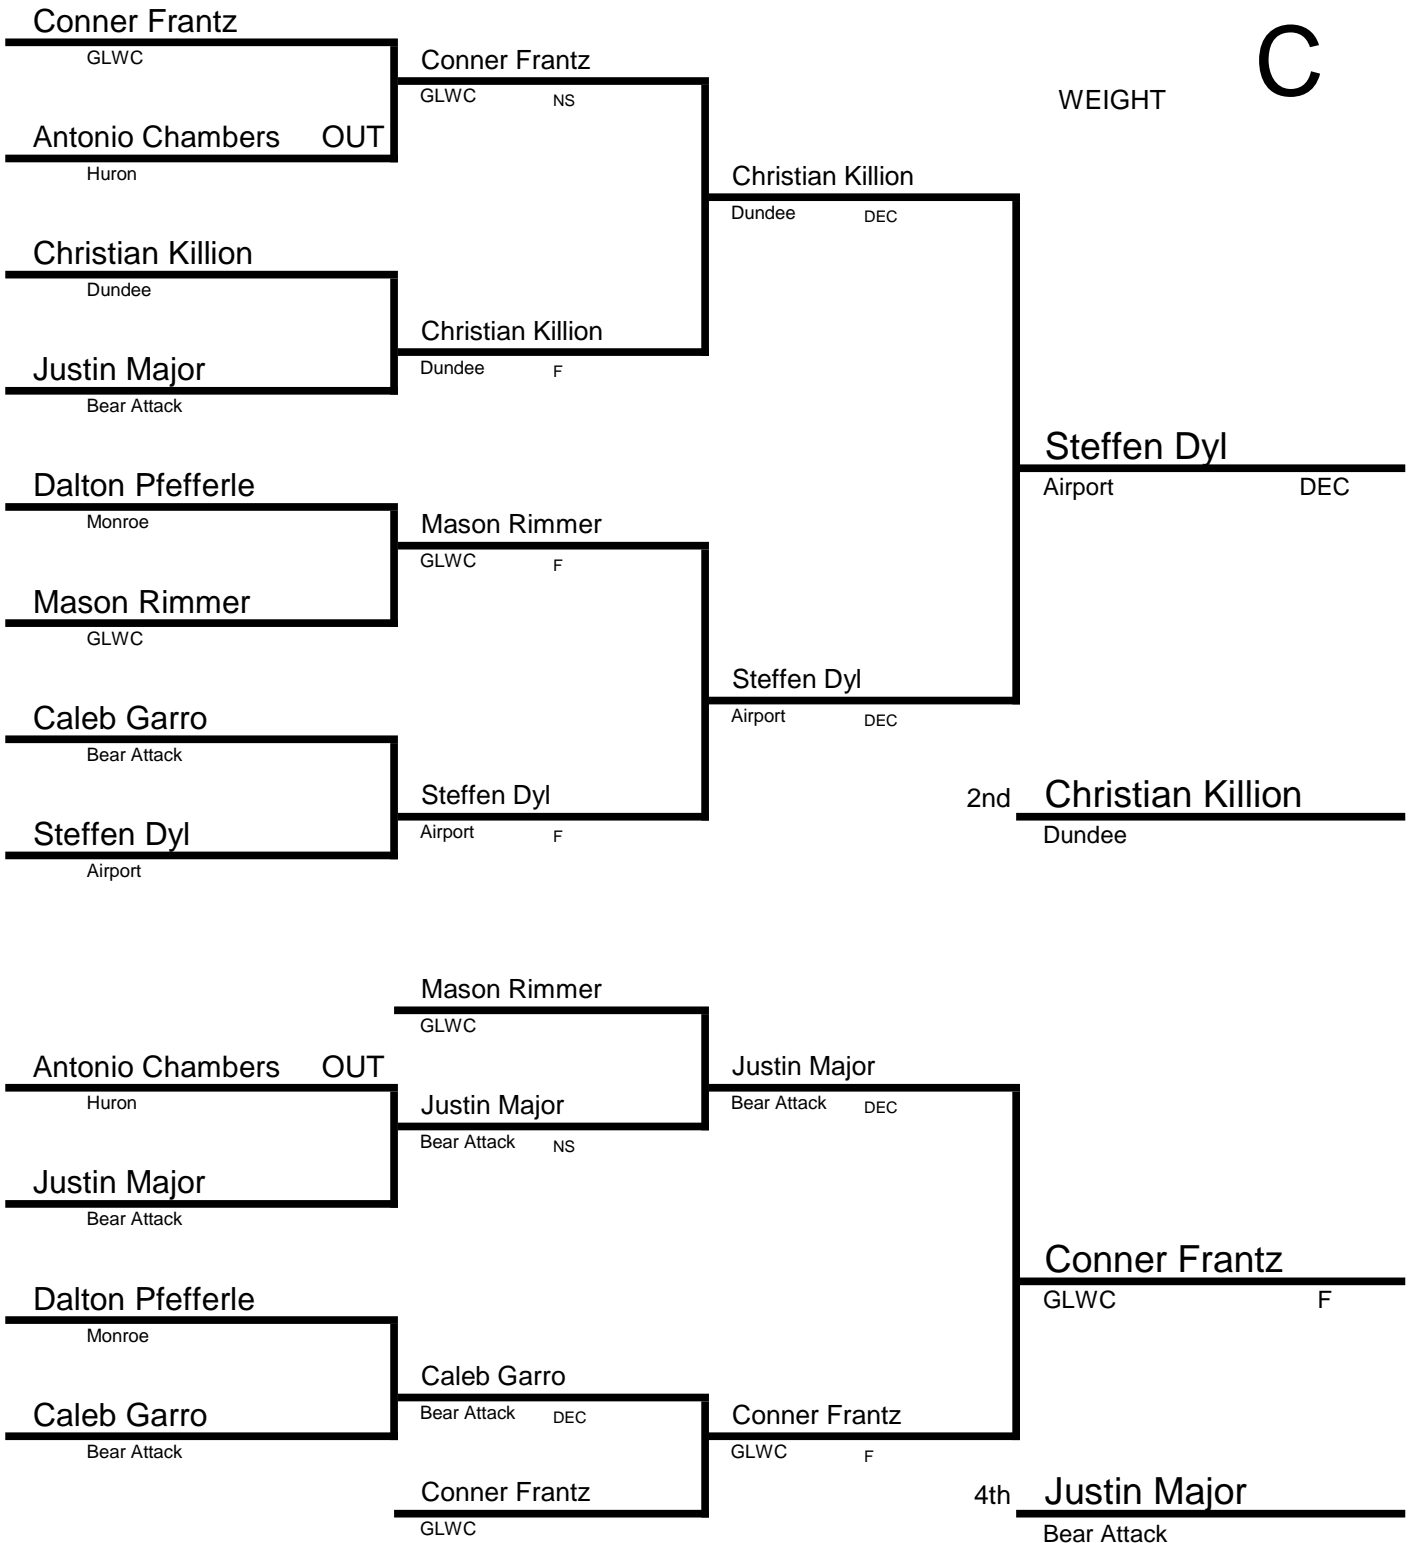 Conner Frantz
GLWC
Conner Frantz
GLWC NS
C
WEIGHT
Antonio Chambers OUT
Huron
Christian Killion
Dundee DEC
Christian Killion
Dundee
Christian Killion
Dundee F
Justin Major
Bear Attack
Steffen Dyl
Airport DEC
Dalton Pfefferle
Monroe
Mason Rimmer
GLWC F
Mason Rimmer
GLWC
Steffen Dyl
Airport DEC
Caleb Garro
Bear Attack
Steffen Dyl
Airport F
2nd Christian Killion
Dundee
Steffen Dyl
Airport
Mason Rimmer
GLWC
Antonio Chambers OUT
Huron
Justin Major
Bear Attack DEC
Justin Major
Bear Attack NS
Justin Major
Bear Attack
Conner Frantz
GLWC F
Dalton Pfefferle
Monroe
Caleb Garro
Bear Attack DEC
Caleb Garro
Bear Attack
Conner Frantz
GLWC F
Conner Frantz
GLWC
4th Justin Major
Bear Attack